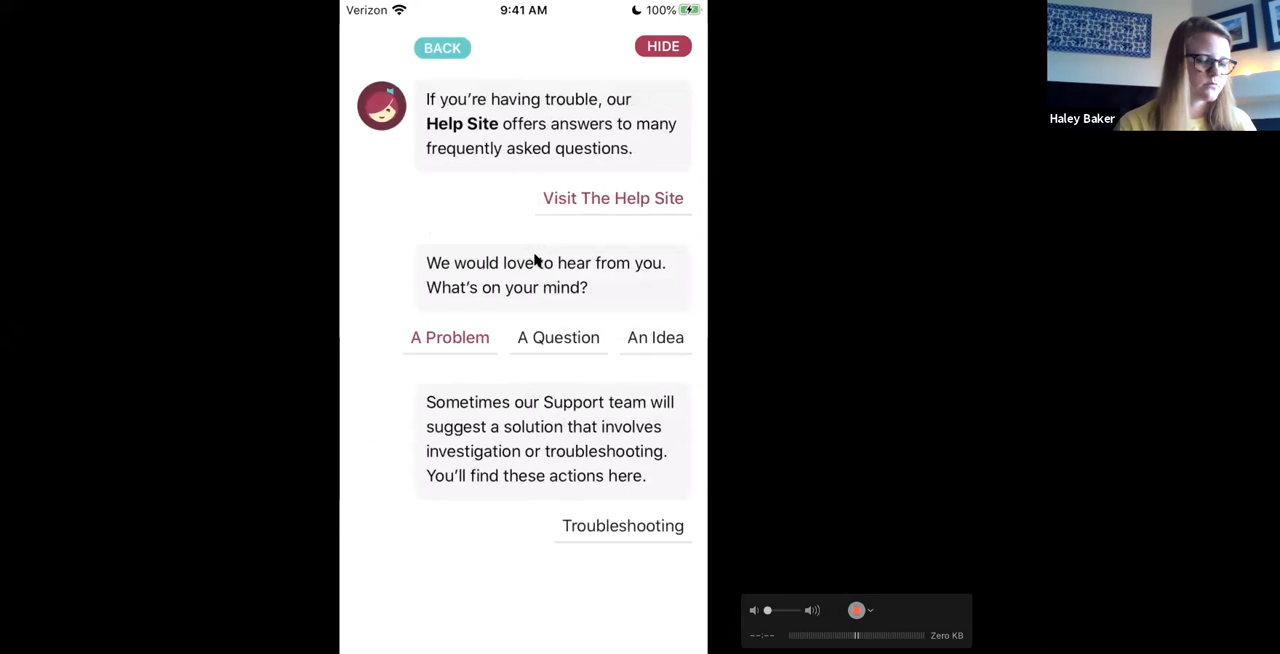 Verizon 9:41 AM 100%
BACK HIDE
If you're having trouble, our
Help Site offers answers to many
frequently asked questions.
Visit The Help Site
We would love to hear from you.
What's on your mind?
A Problem A Question An Idea
Sometimes our Support team will
suggest a solution that involves
investigation or troubleshooting.
You'll find these actions here.
Troubleshooting
Haley Baker
--:-- Zero KB